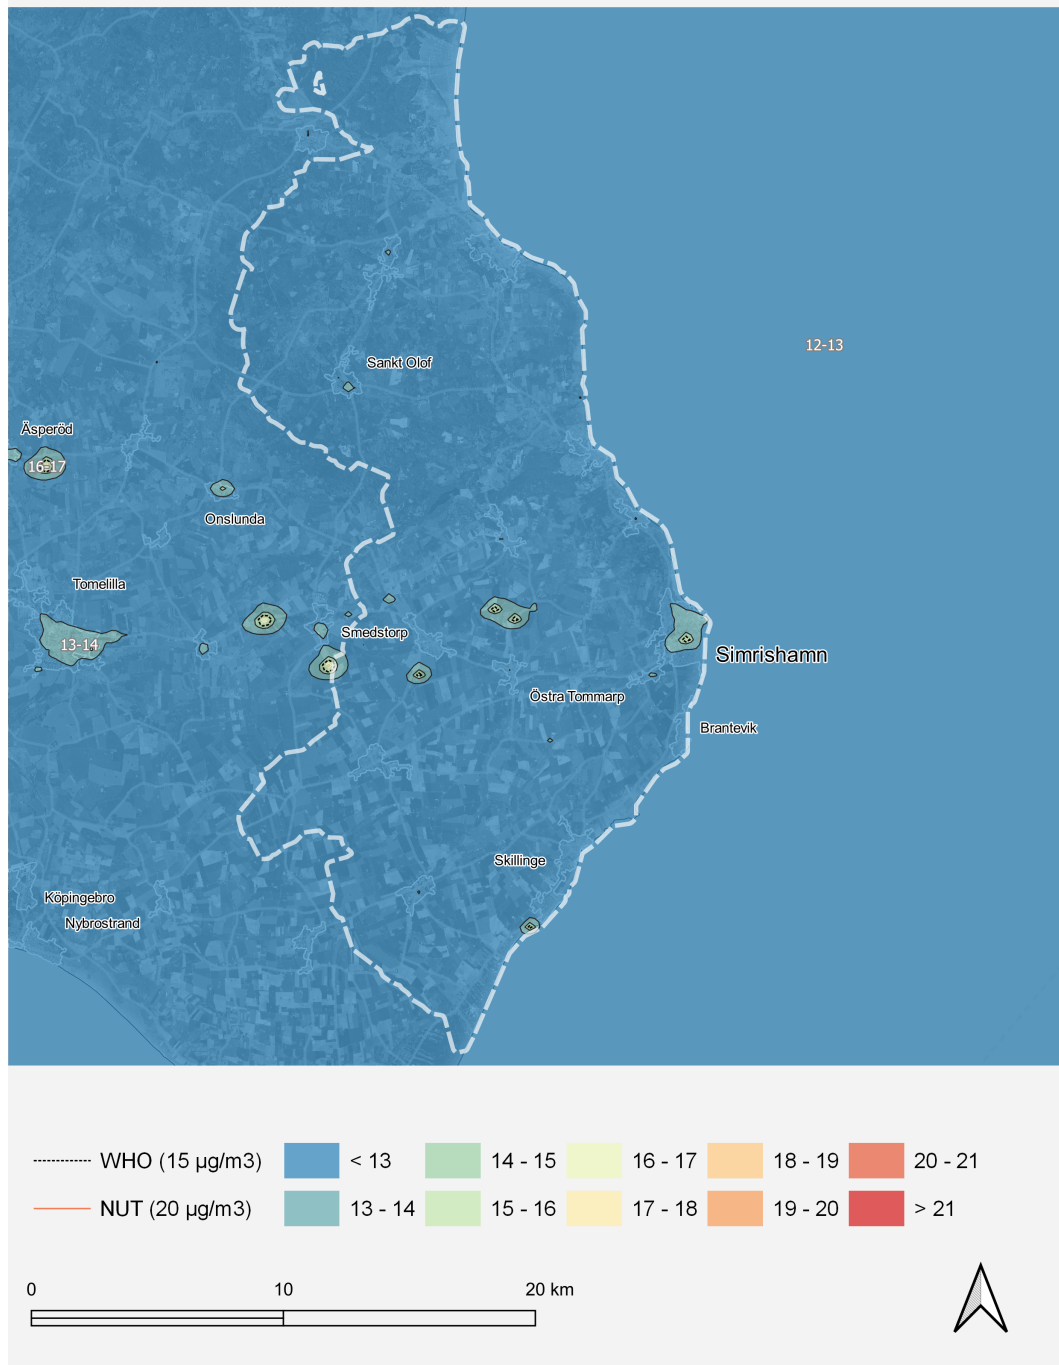 12-13
Sankt Olof
Äsperöd
16-17
Onslunda
Tomelilla
Smedstorp
13-14
Simrishamn
Östra Tommarp
Brantevik
Skillinge
Köpingebro
Nybrostrand
WHO (15 µg/m3) < 13 14 - 15 16 - 17 18 - 19 20 - 21
NUT (20 µg/m3) 13 - 14 15 - 16 17 - 18 19 - 20 > 21
0 10 20 km